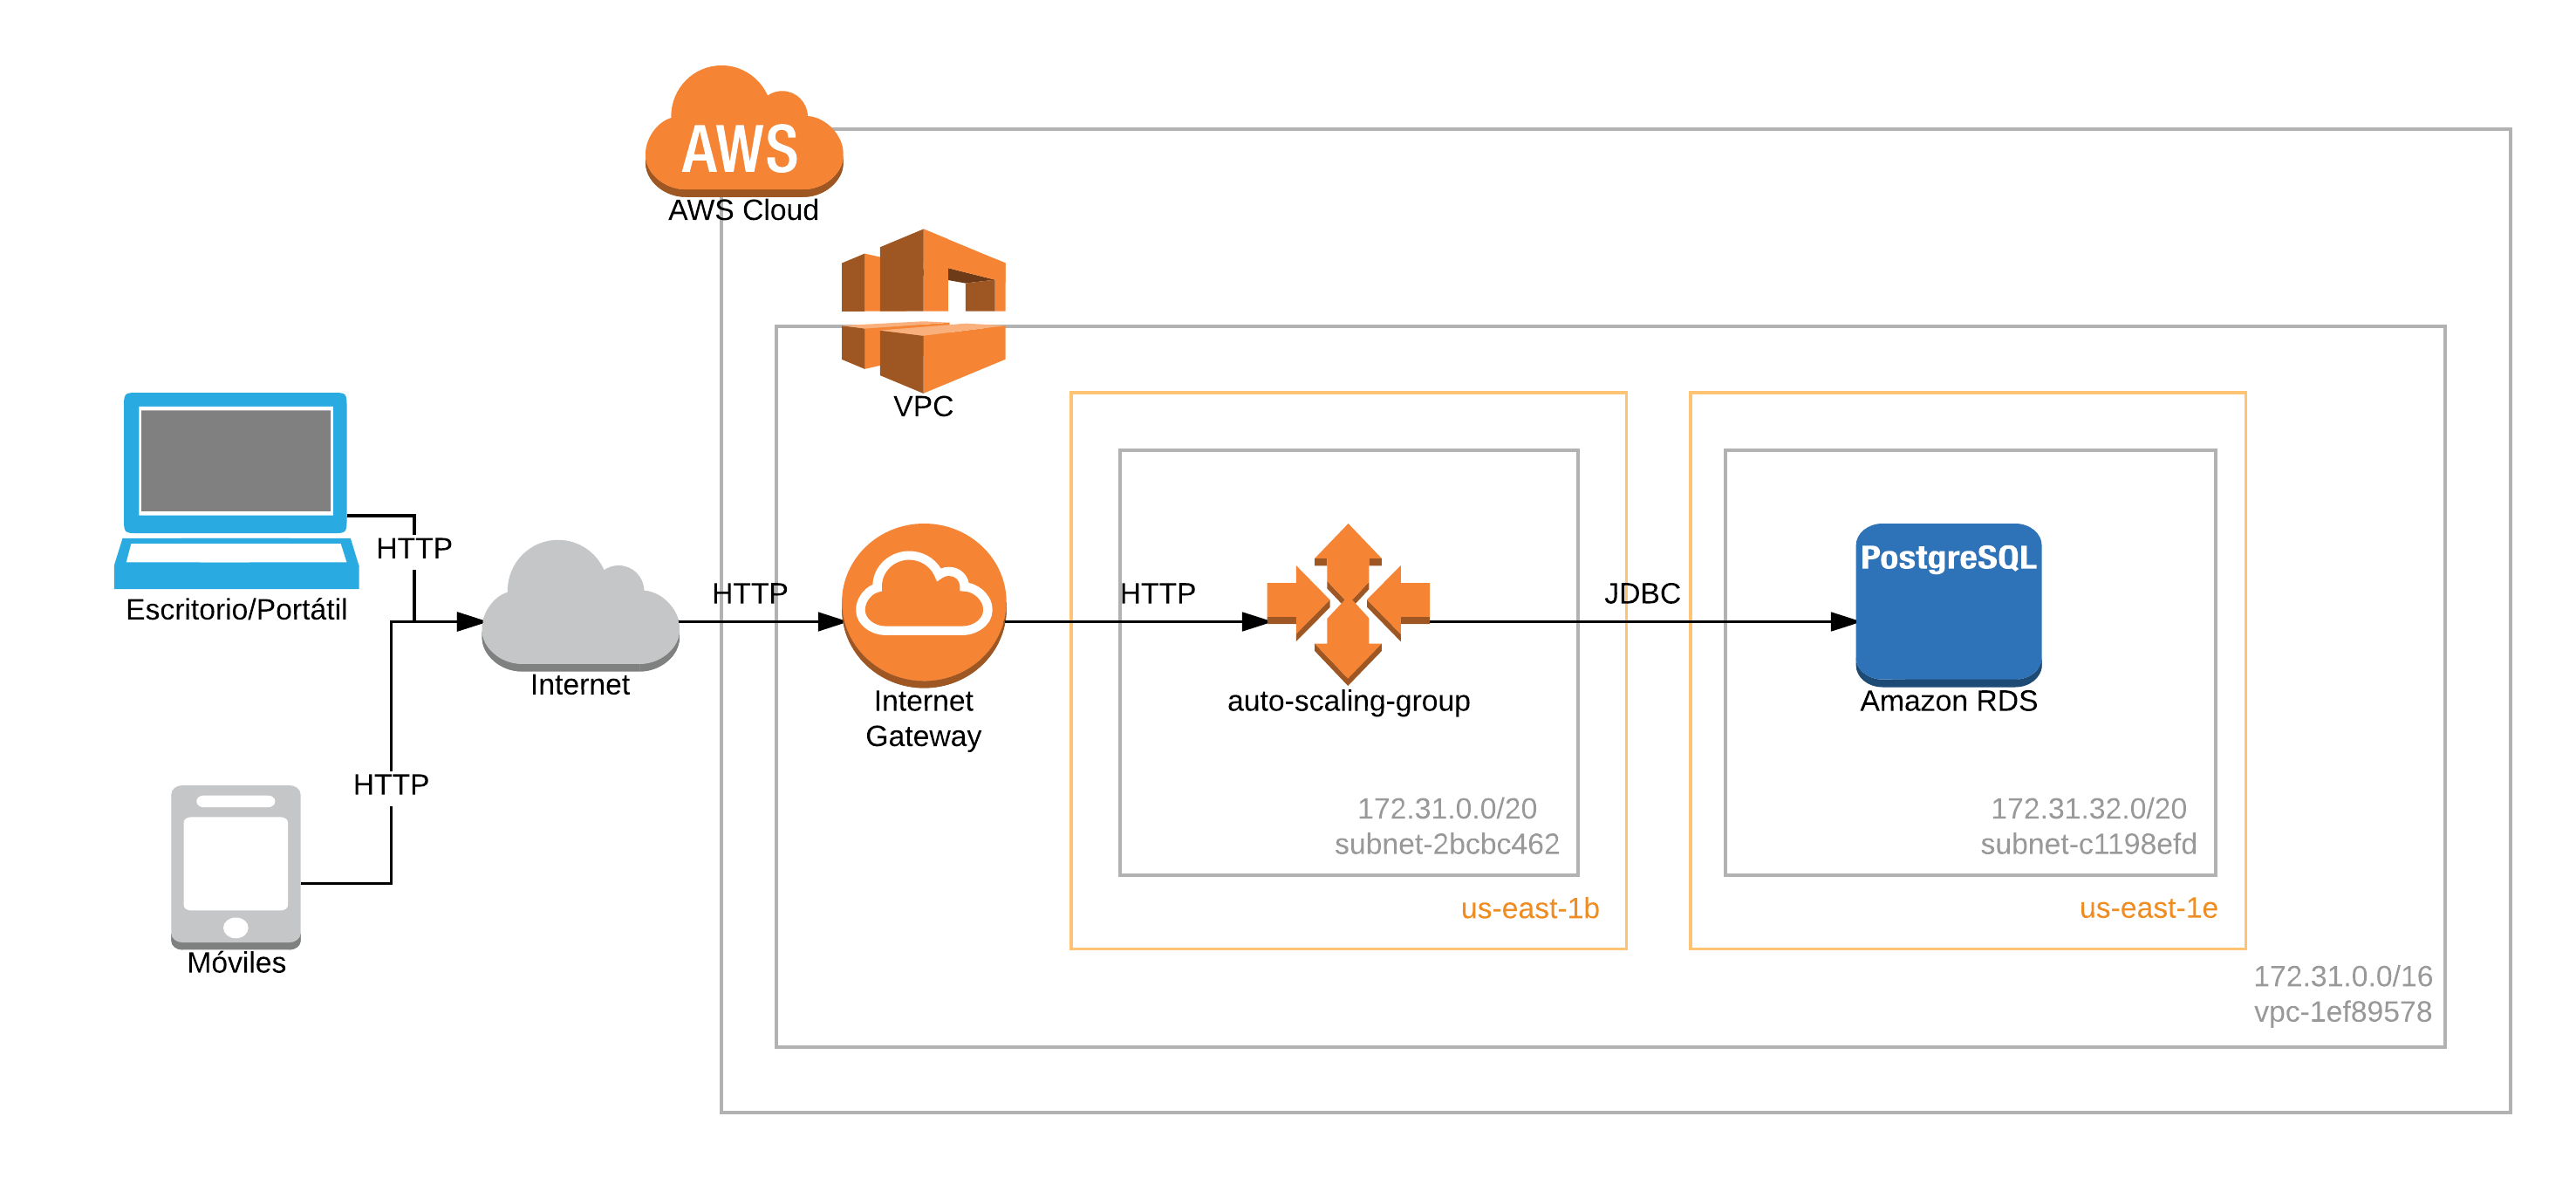 AWS
AWS Cloud
VPC
Escritorio/Portátil
HTTP
Internet
HTTP
Móviles
HTTP
Internet
Gateway
HTTP
auto-scaling-group
172.31.0.0/20
subnet-2bcbc462
us-east-1b
JDBC
PostgreSQL
Amazon RDS
172.31.32.0/20
subnet-c1198efd
us-east-1e
172.31.0.0/16
vpc-1ef89578